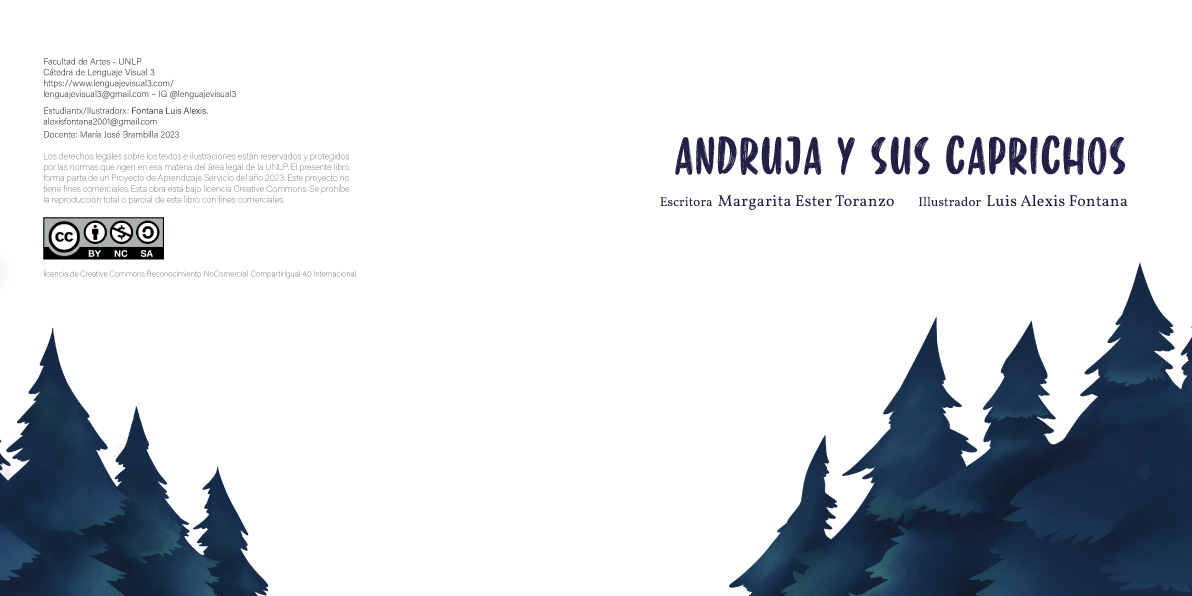 Facultad de Artes - UNLP
Cátedra de Lenguaje Visual 3
https://www.lenguajevisual3.com/
lenguajevisual3@gmail.com – IG @lenguajevisual3
Estudiantx/Ilustradorx: Fontana Luis Alexis.
alexisfontana2001@gmail.com
Docente: María José Brambilla 2023
Los derechos legales sobre los textos e ilustraciones están reservados y protegidos
por las normas que rigen en esa materia del área legal de la UNLP. El presente libro
forma parte de un Proyecto de Aprendizaje Servicio del año 2023. Este proyecto no
tiene fines comerciales. Esta obra está bajo licencia Creative Commons. Se prohíbe
la reproducción total o parcial de este libro con fines comerciales.
cc BY NC SA
licencia de Creative Commons Reconocimiento NoComercial CompartirIgual 4.0 Internacional
ANDRUJA Y SUS CAPRICHOS
Escritora Margarita Ester Toranzo Illustrador Luis Alexis Fontana